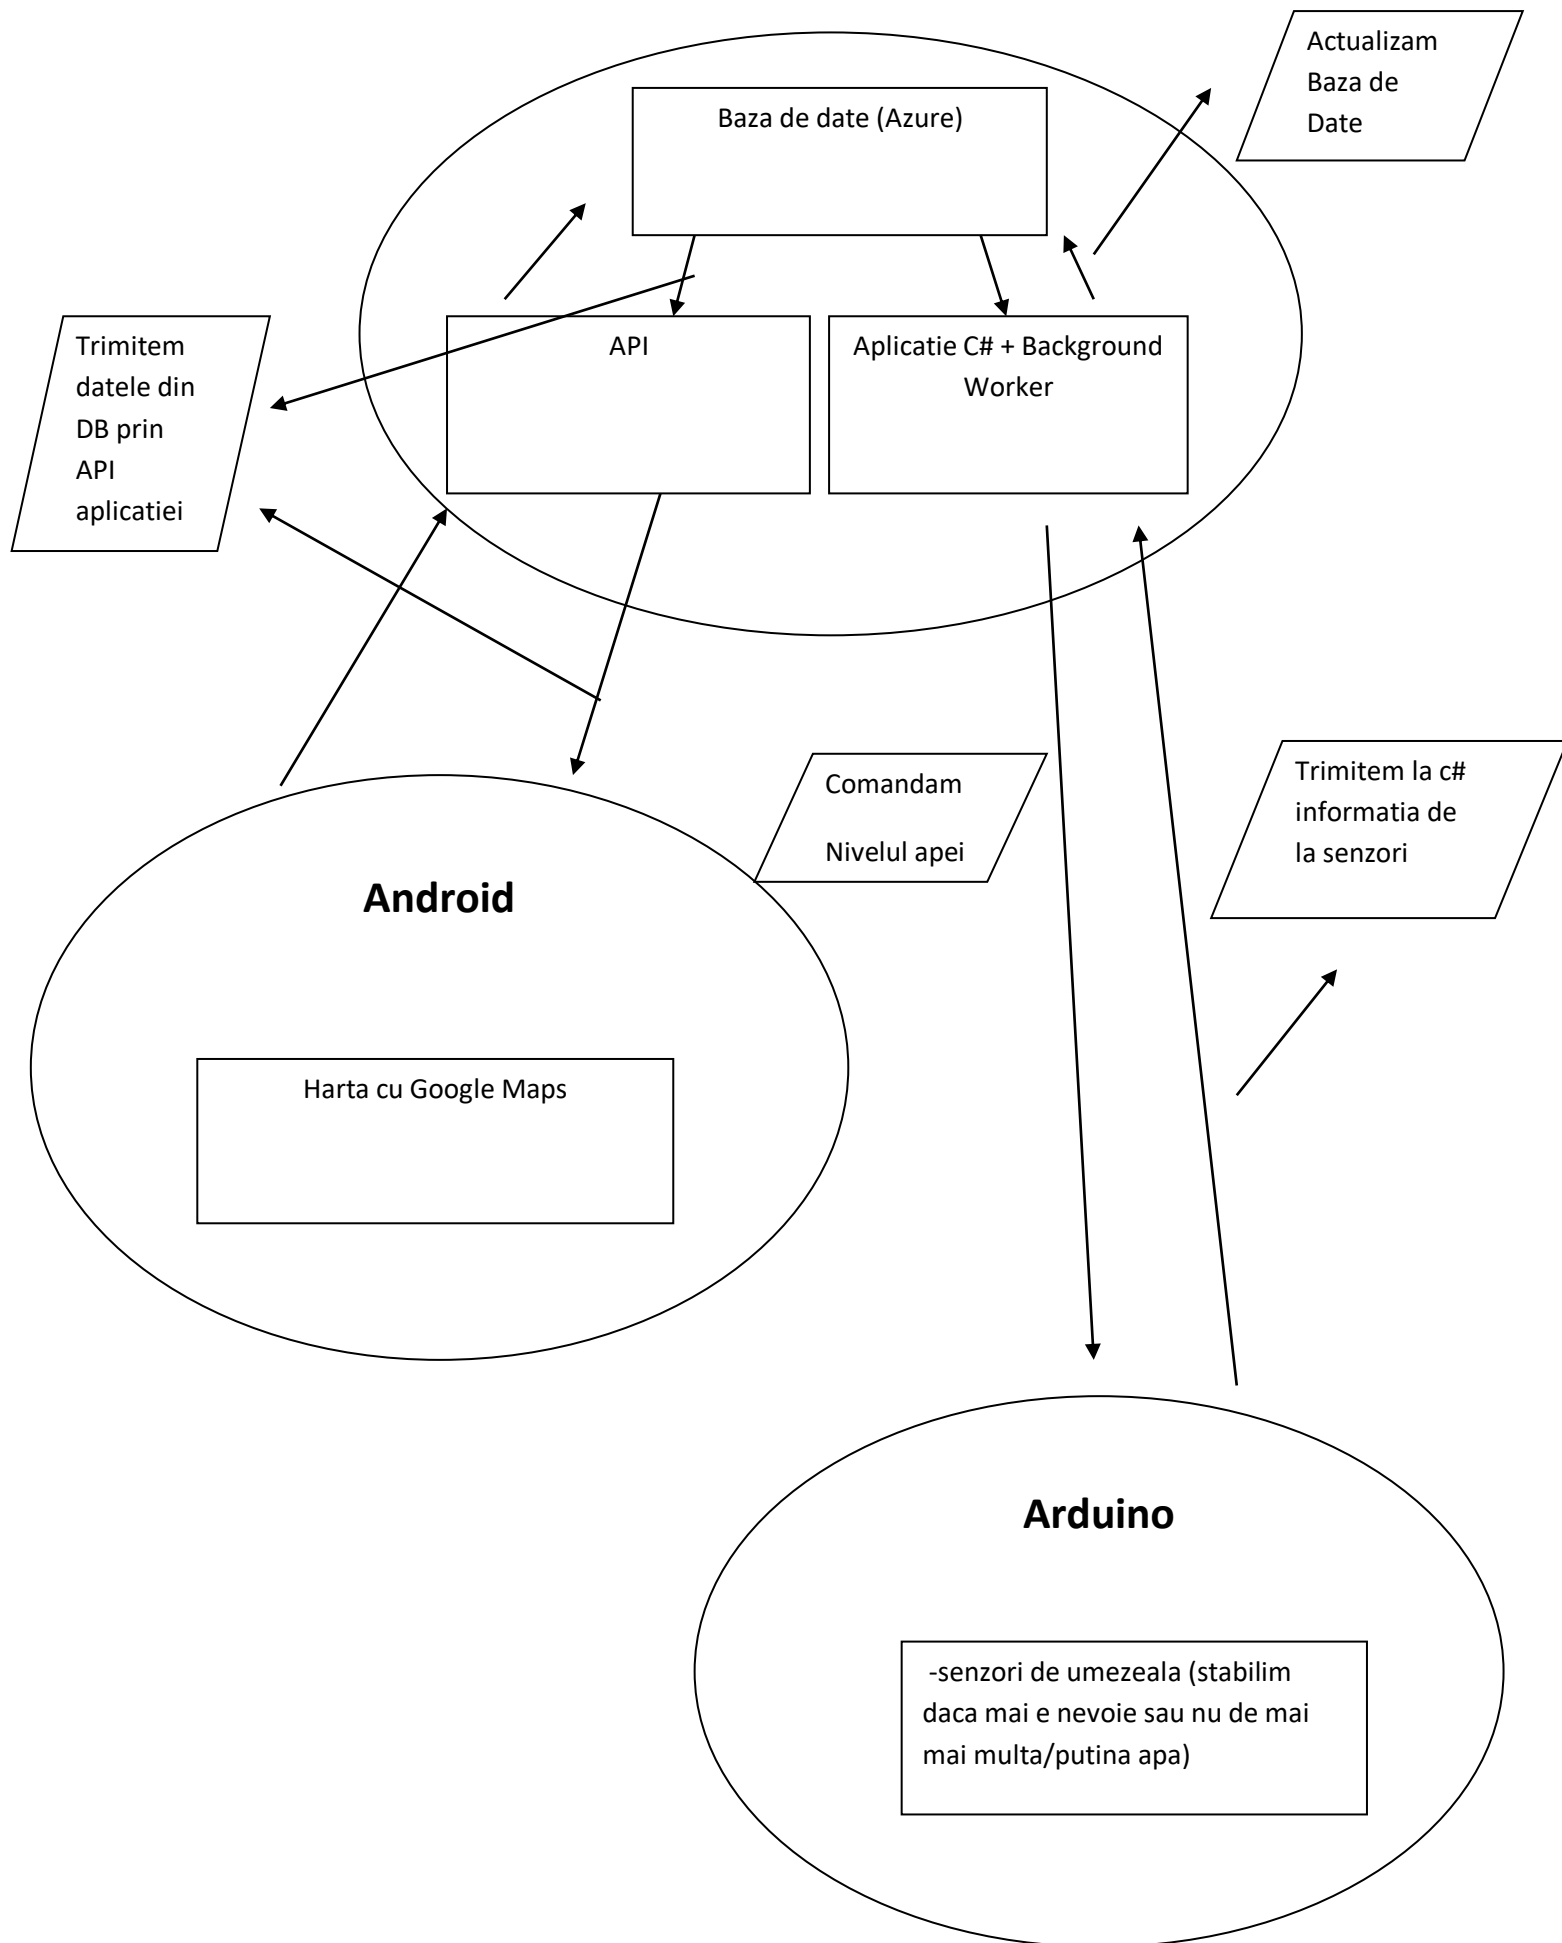 Actualizam
Baza de
Date
Baza de date (Azure)
Trimitem
datele din
DB prin
API
aplicatiei
API
Aplicatie C# + Background
Worker
Comandam
Nivelul apei
Trimitem la c#
informatia de
la senzori
Android
Harta cu Google Maps
Arduino
-senzori de umezeala (stabilim
daca mai e nevoie sau nu de mai
mai multa/putina apa)